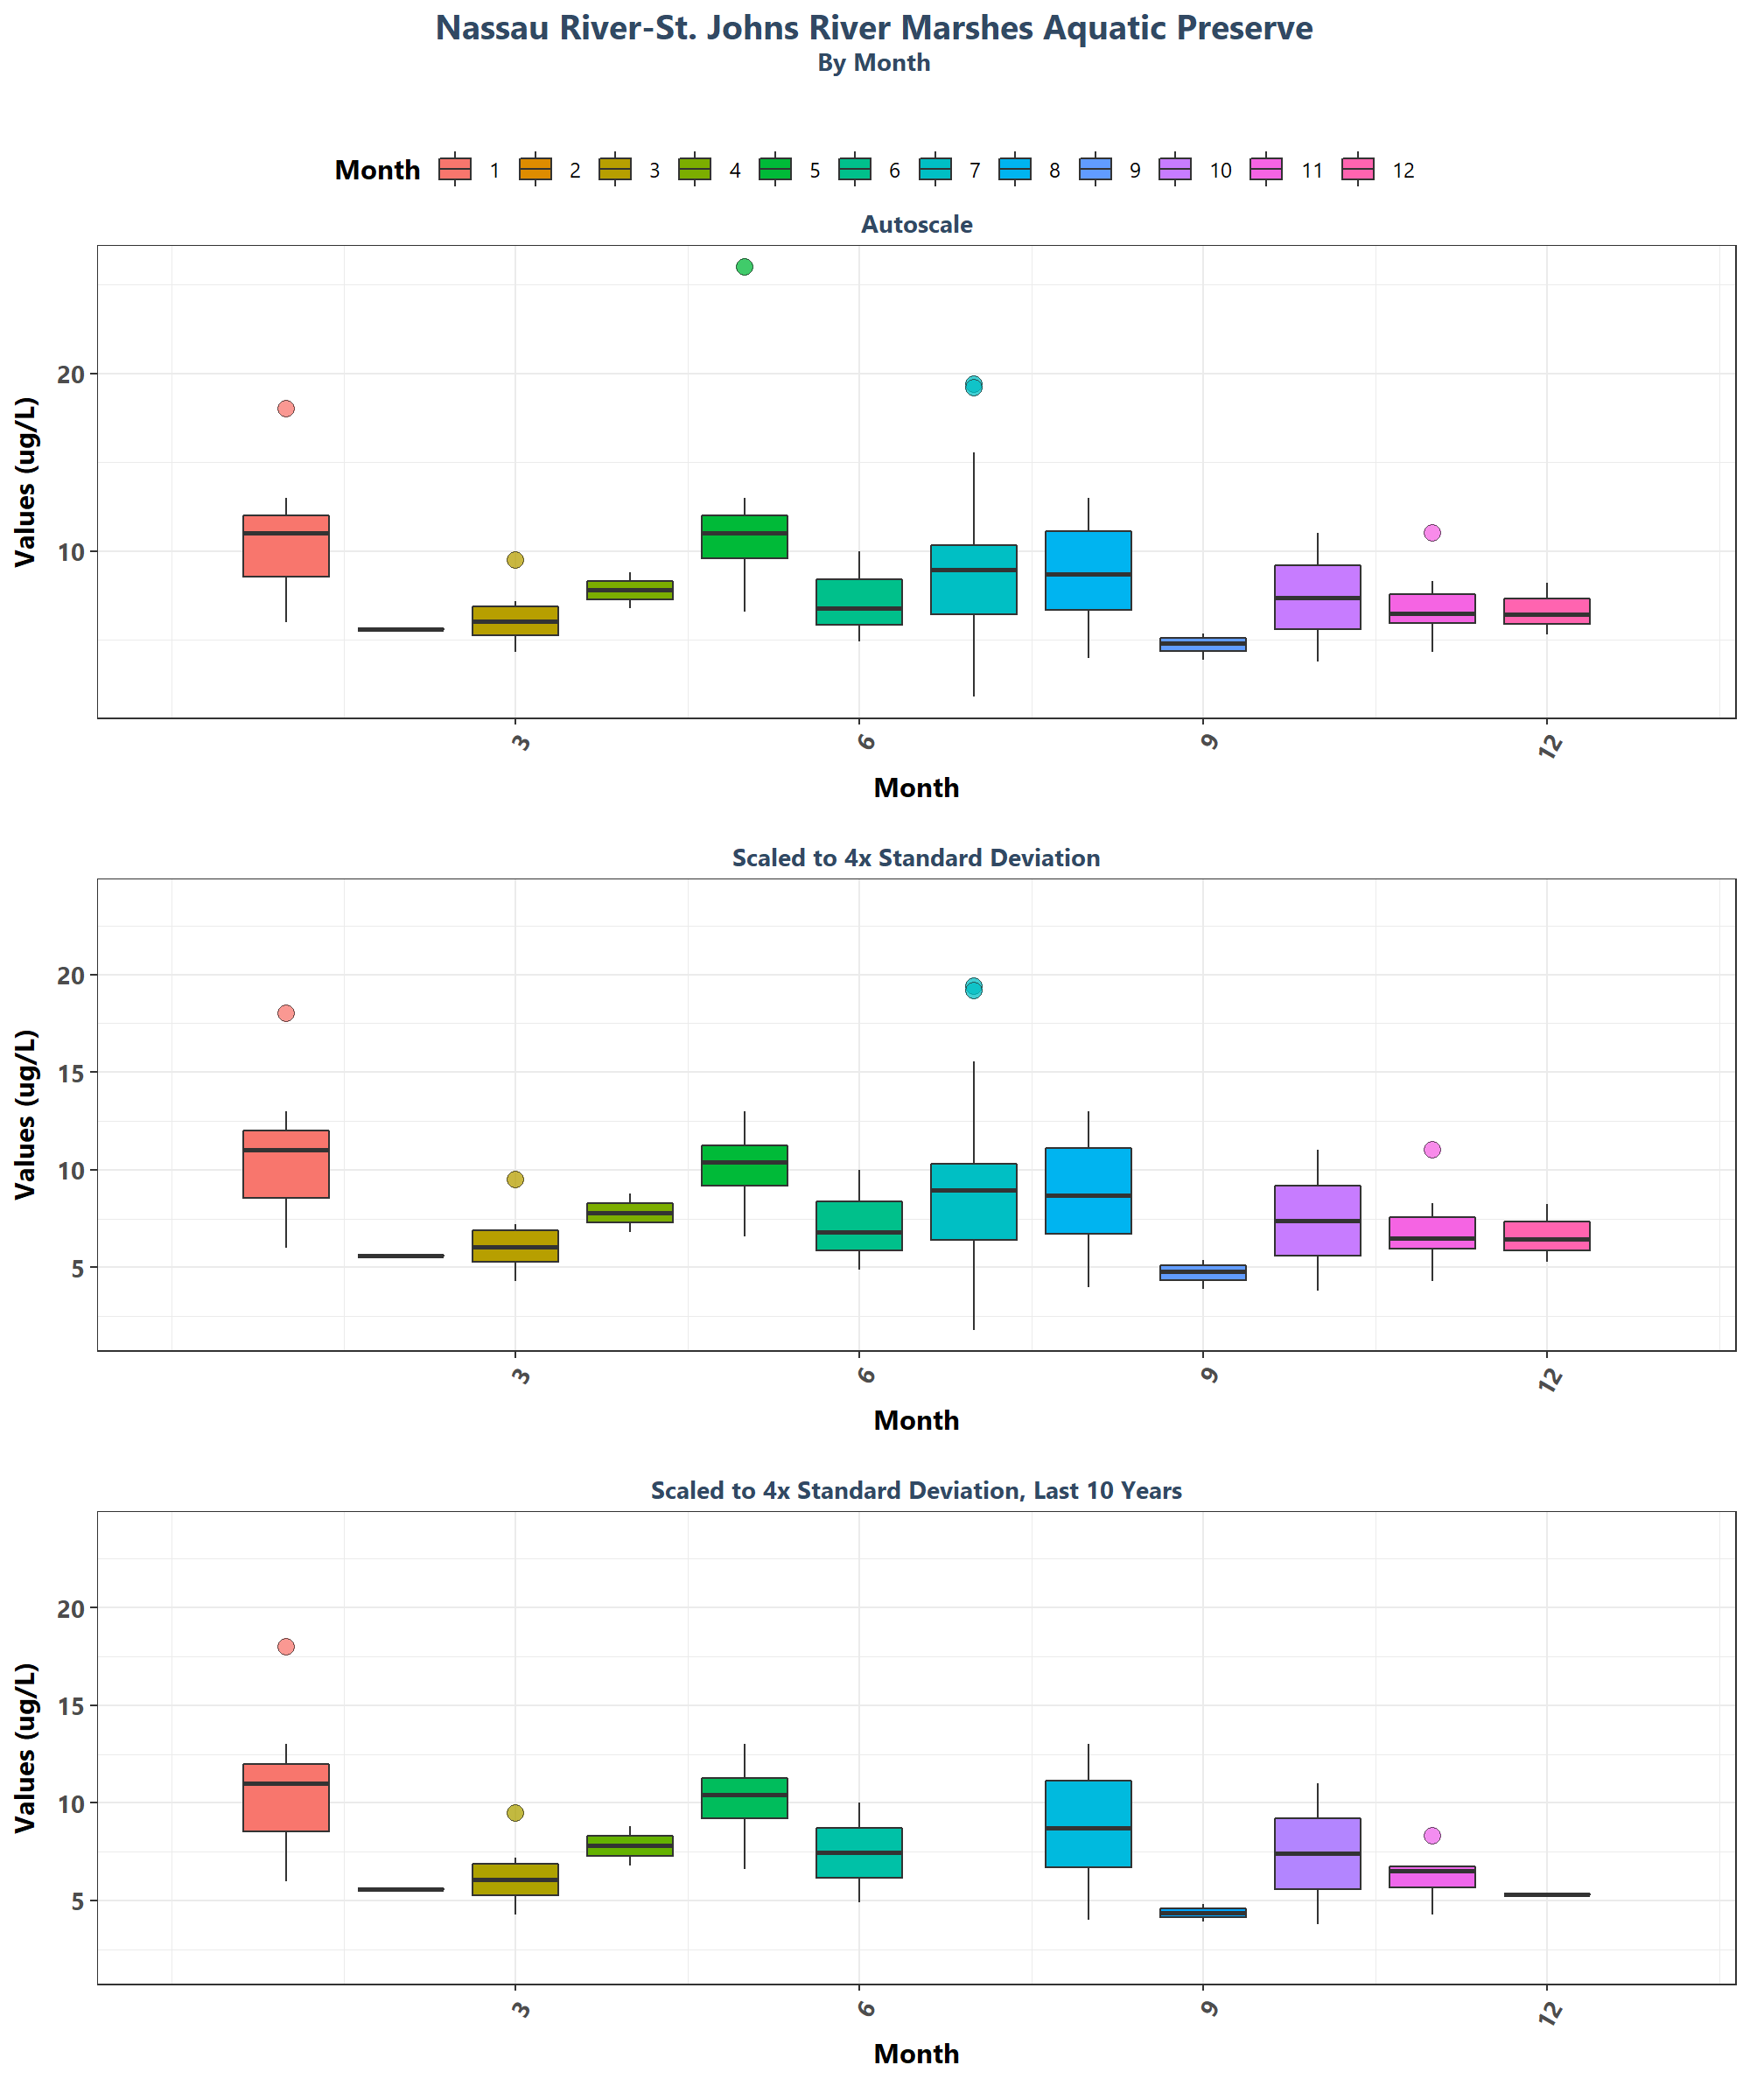 Nassau River-St. Johns River Marshes Aquatic Preserve
By Month
Month 1 2 3 4 5 6 7 8 9 10 11 12
Autoscale
Values (ug/L)
20
10
3 6 9 12
Month
Scaled to 4x Standard Deviation
Values (ug/L)
20
15
10
5
3 6 9 12
Month
Scaled to 4x Standard Deviation, Last 10 Years
Values (ug/L)
20
15
10
5
3 6 9 12
Month